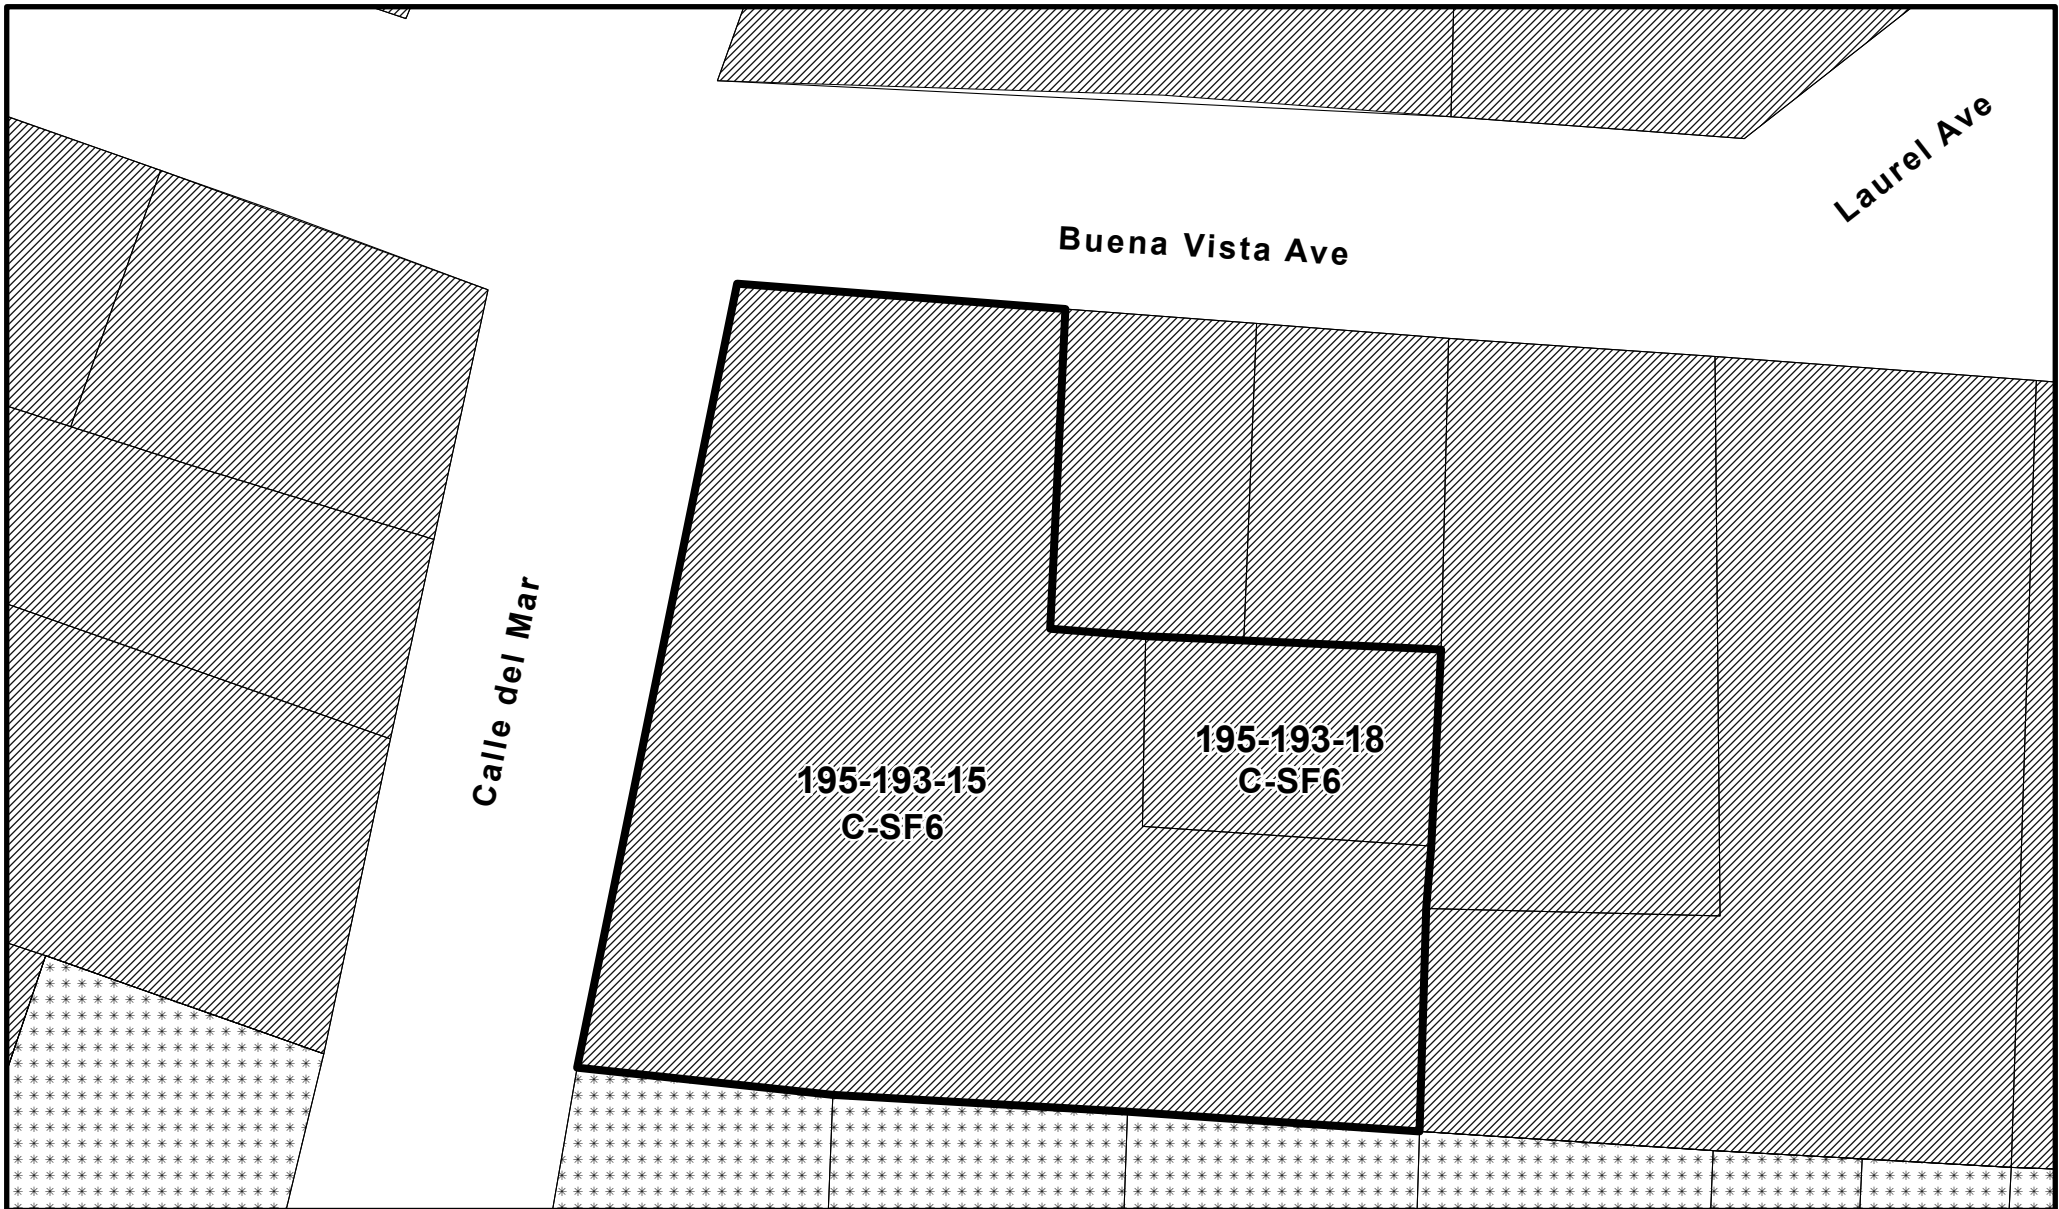 Laurel Ave
Buena Vista Ave
Calle del Mar
195-193-18
C-SF6
195-193-15
C-SF6